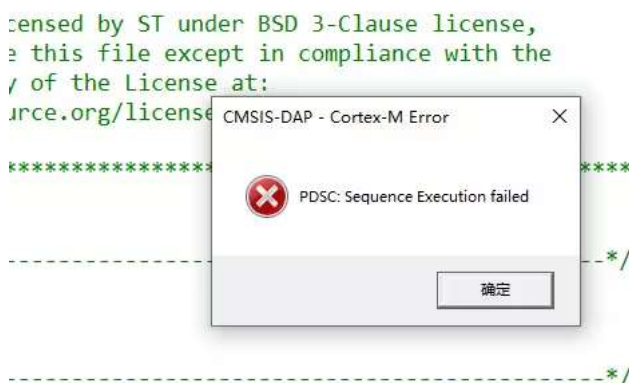 censed by ST under BSD 3-Clause license,
e this file except in compliance with the
y of the License at:
urce.org/license
CMSIS-DAP - Cortex-M Error
*****************
****
PDSC: Sequence Execution failed
-----------------
--*/
确定
--------------------------------------------------*/